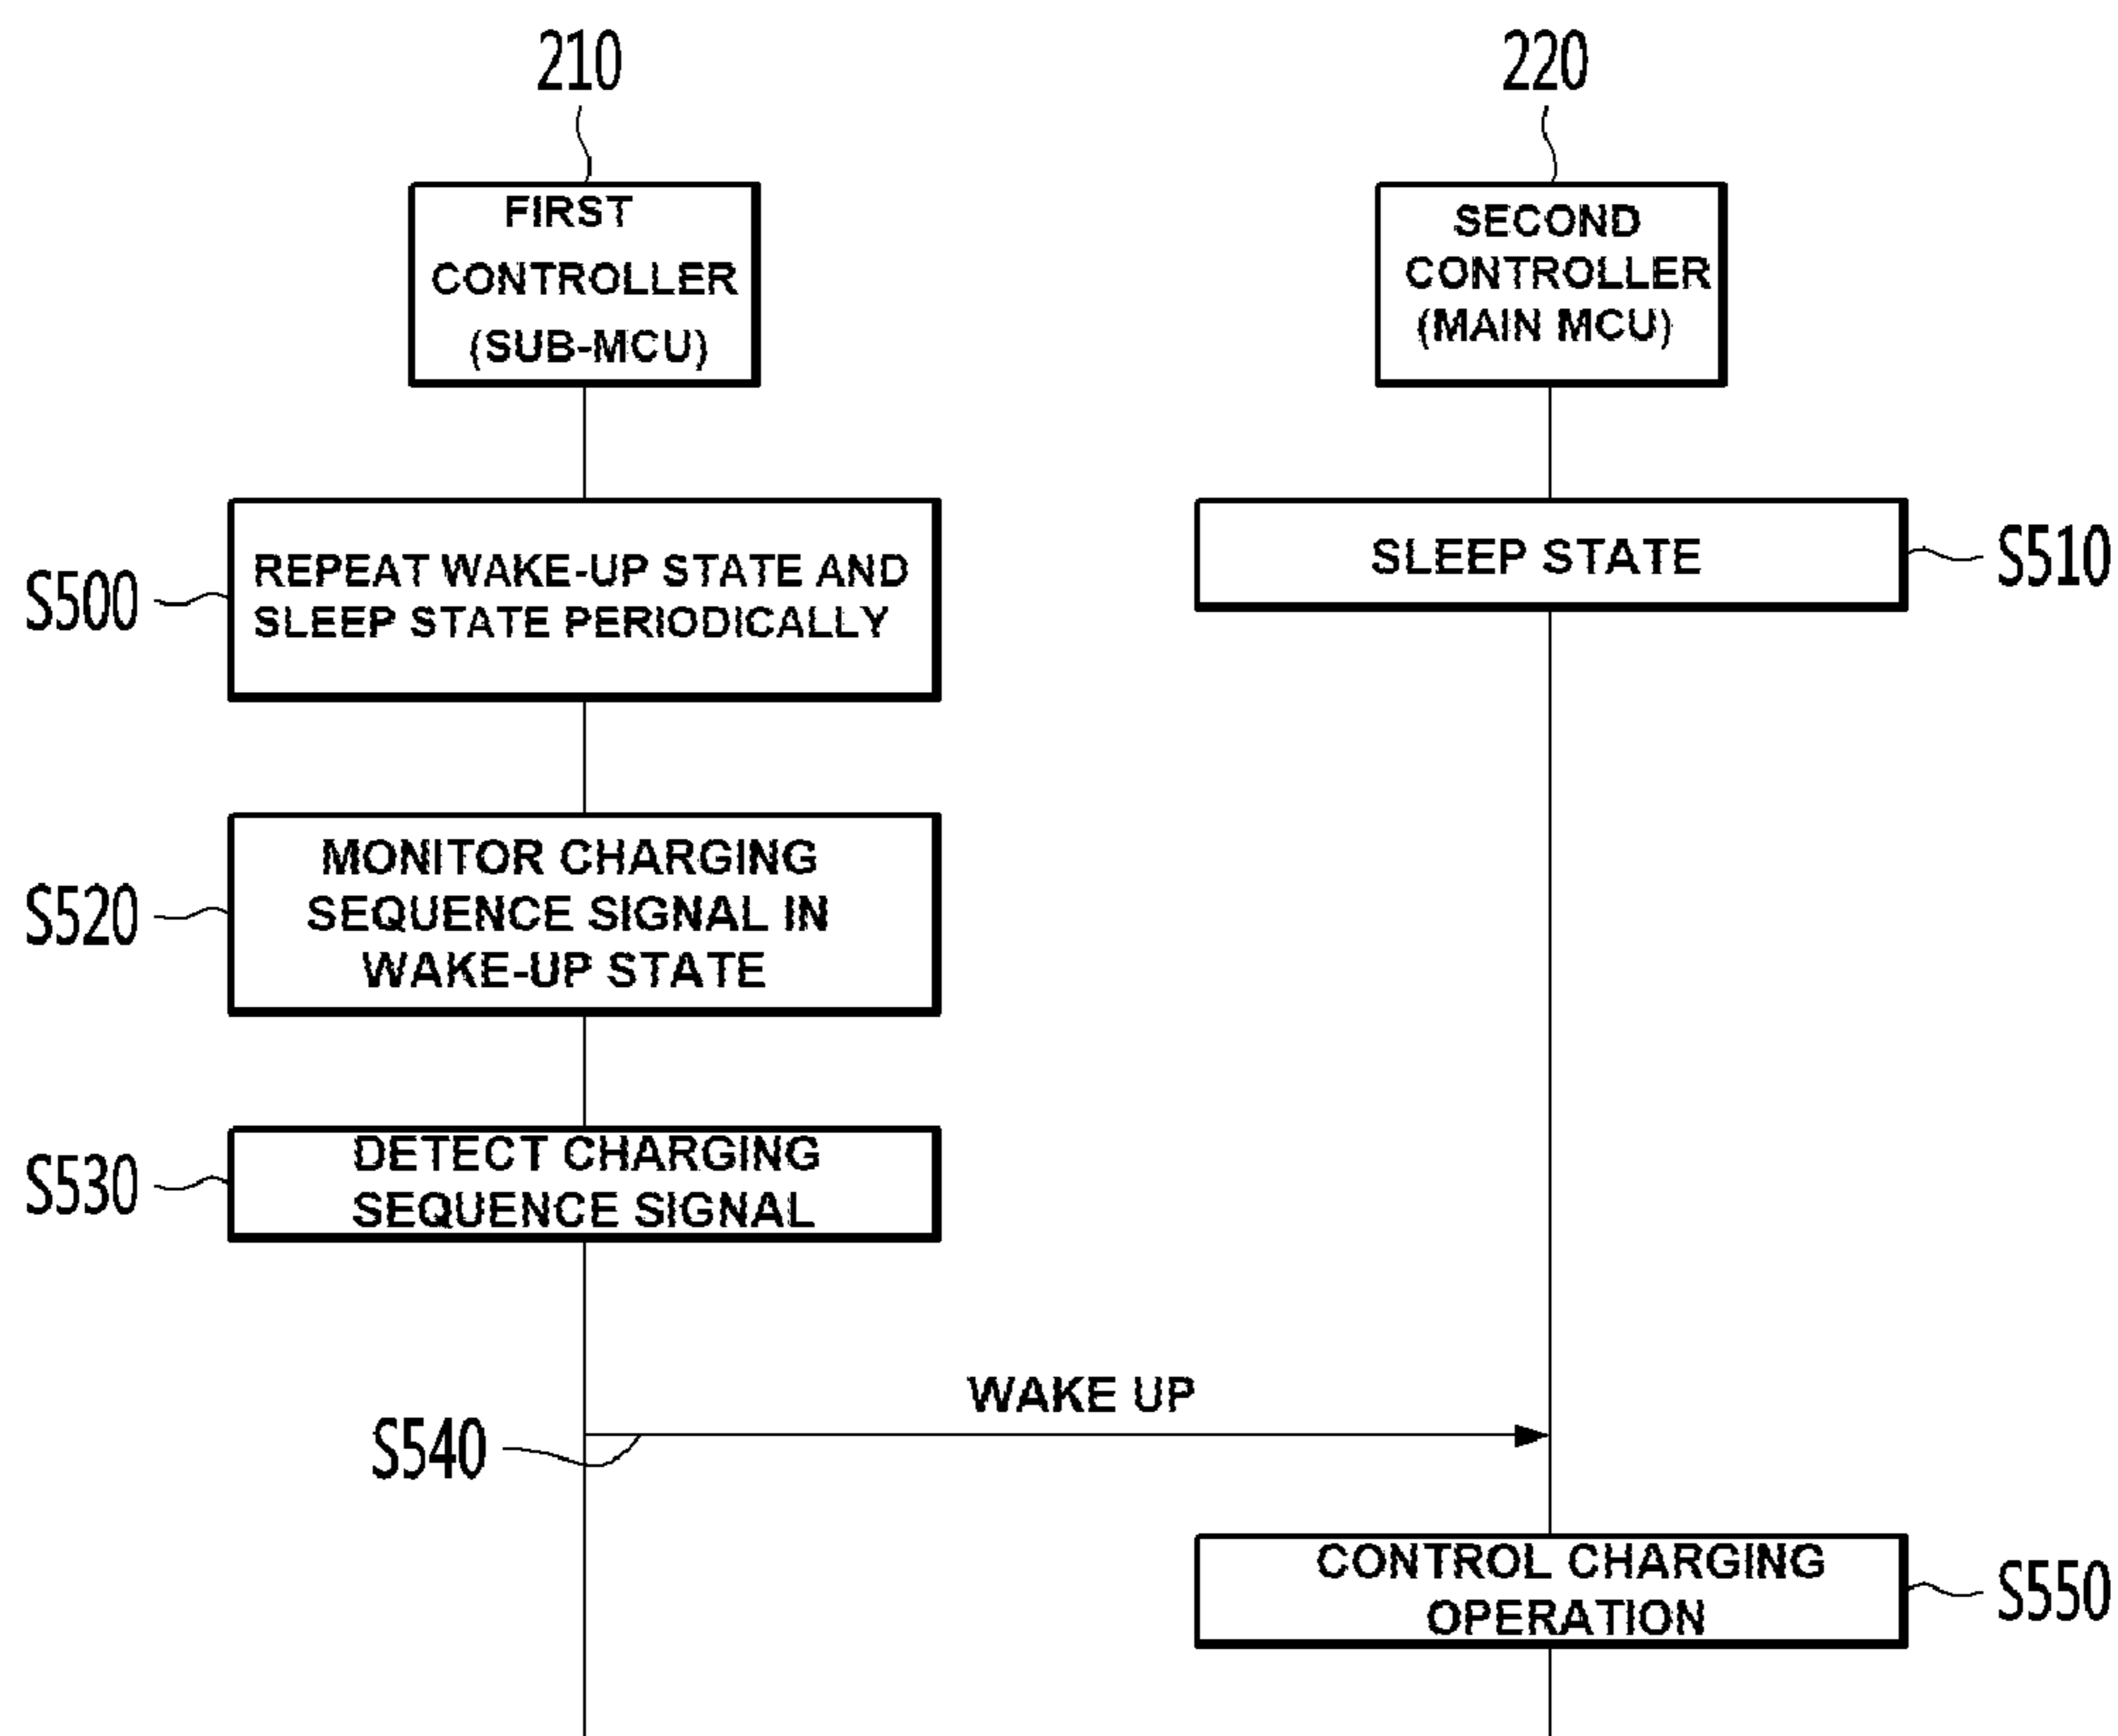 210
220
FIRST
CONTROLLER
(SUB-MCU)
SECOND
CONTROLLER
(MAIN MCU)
S500
REPEAT WAKE-UP STATE AND
SLEEP STATE PERIODICALLY
SLEEP STATE
S510
S520
MONITOR CHARGING
SEQUENCE SIGNAL IN
WAKE-UP STATE
S530
DETECT CHARGING
SEQUENCE SIGNAL
WAKE UP
S540
CONTROL CHARGING
OPERATION
S550